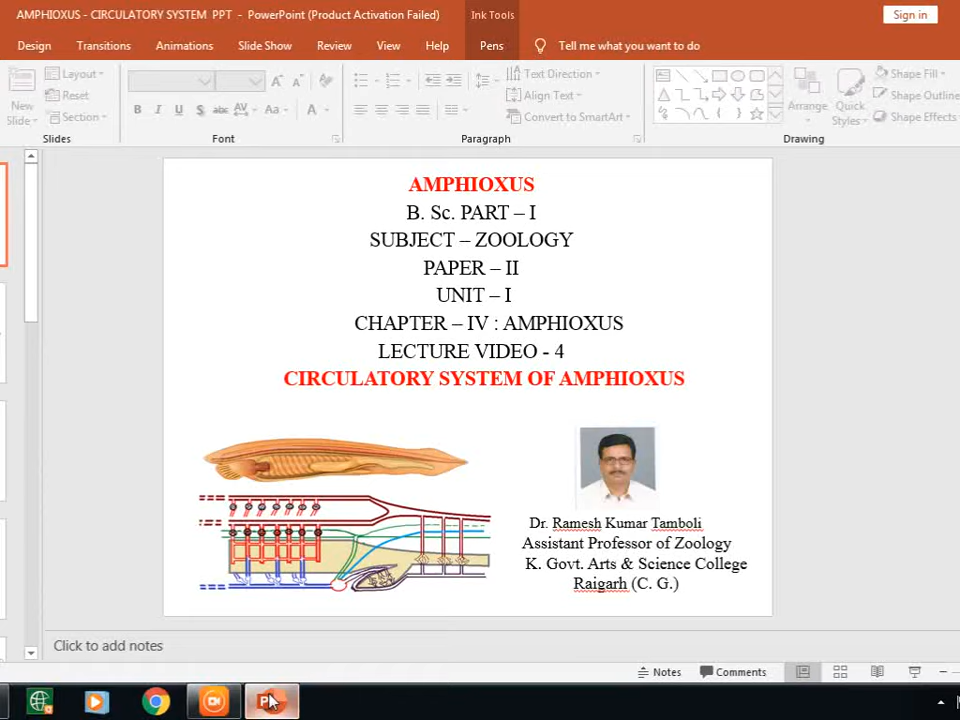 AMPHIOXUS - CIRCULATORY SYSTEM PPT - PowerPoint (Product Activation Failed)
Ink Tools
Sign in
Design
Transitions
Animations
Slide Show
Review
View
Help
Pens
Tell me what you want to do
New
Slide
Layout
Reset
Section
Slides
B I U S abc AV Aa A
Font
Text Direction
Align Text
Convert to SmartArt
Paragraph
Arrange
Quick
Styles
Shape Fill
Shape Outline
Shape Effects
Drawing
AMPHIOXUS
B. Sc. PART – I
SUBJECT – ZOOLOGY
PAPER – II
UNIT – I
CHAPTER – IV : AMPHIOXUS
LECTURE VIDEO - 4
CIRCULATORY SYSTEM OF AMPHIOXUS
Dr. Ramesh Kumar Tamboli
Assistant Professor of Zoology
K. Govt. Arts & Science College
Raigarh (C. G.)
Click to add notes
Notes
Comments